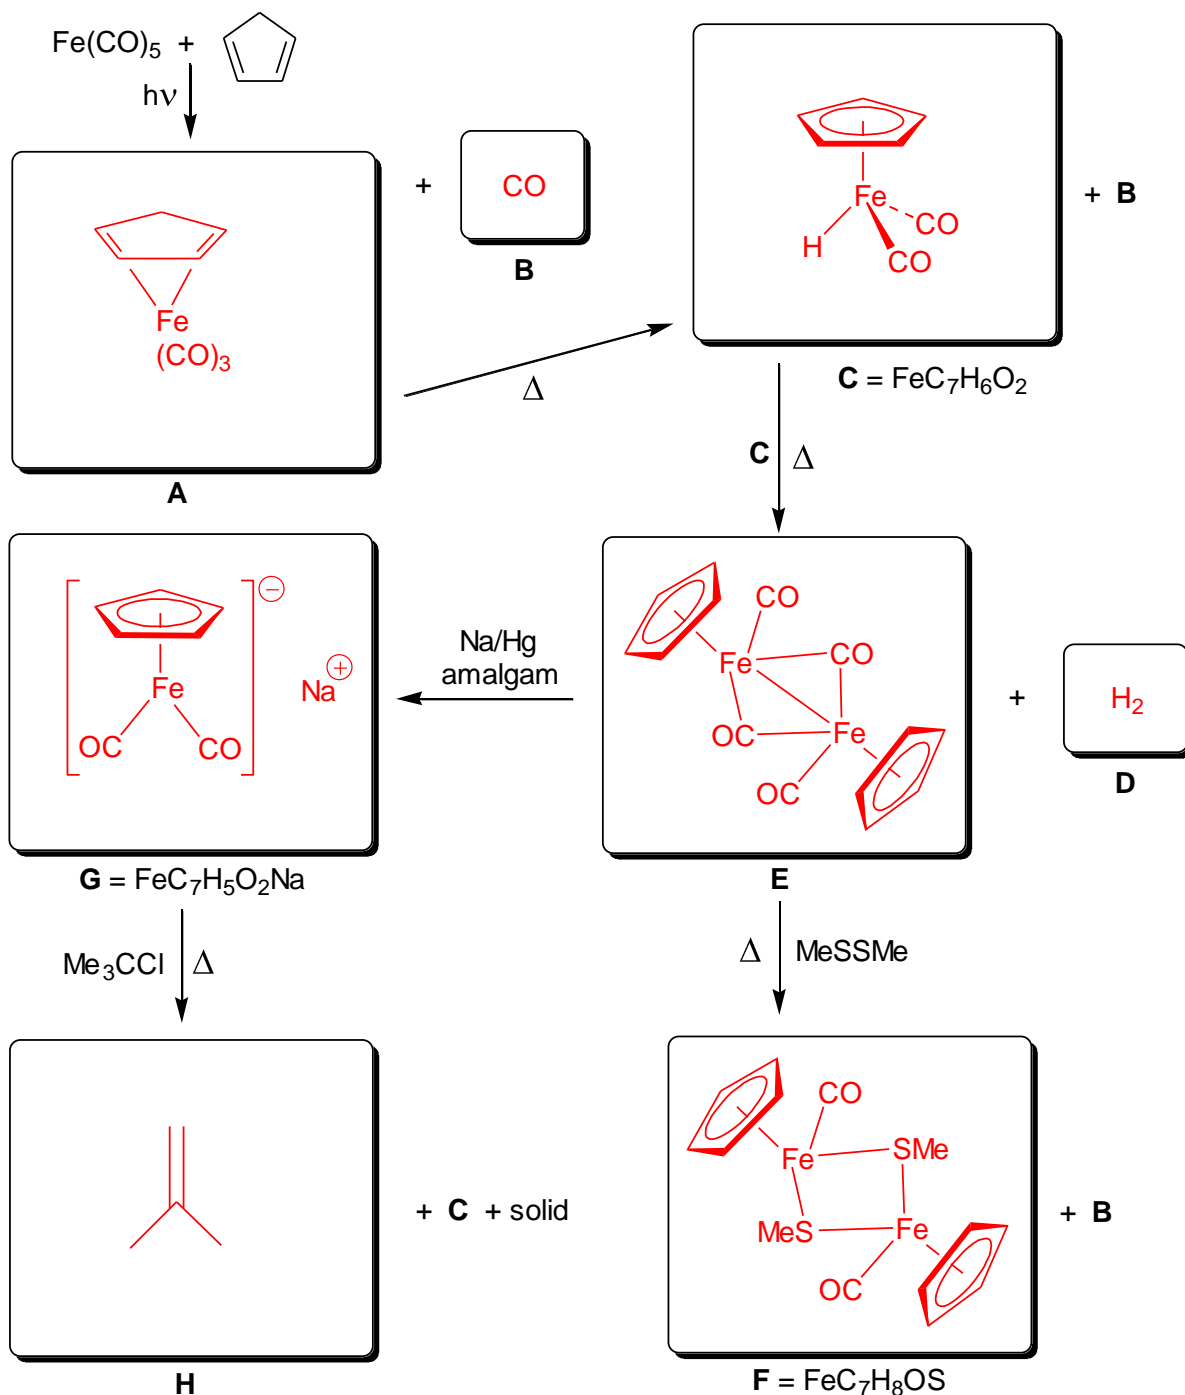 Fe(CO)₅ +
hν
Fe
(CO)₃
A
+
CO
B
Δ
Fe
H
CO
CO
+ B
C = FeC₇H₆O₂
C Δ
CO
Fe
CO
OC
Fe
OC
E
+
H₂
D
Na/Hg
amalgam
Fe
OC
CO
−
Na
+
G = FeC₇H₅O₂Na
Me₃CCl Δ
H
+ C + solid
Δ MeSSMe
CO
Fe
SMe
MeS
Fe
OC
+ B
F = FeC₇H₈OS